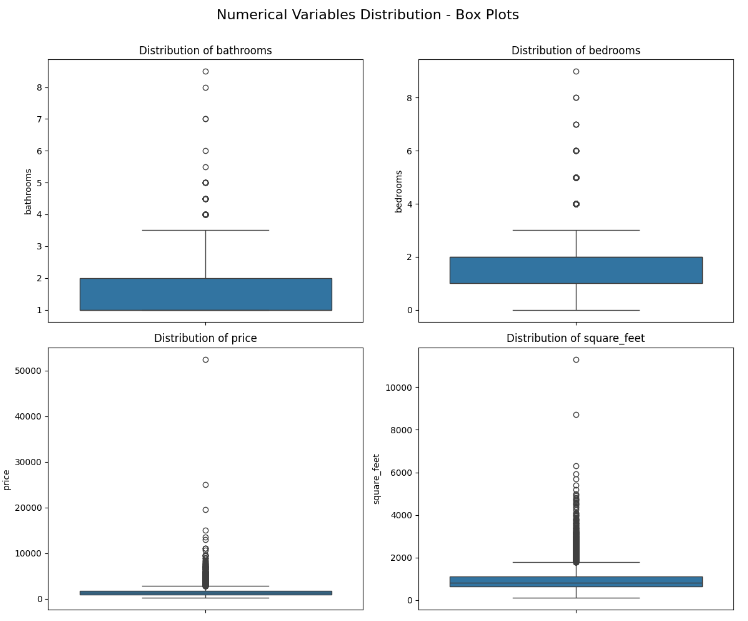 Numerical Variables Distribution - Box Plots
Distribution of bathrooms
8
7
6
5
4
3
2
1
bathrooms
Distribution of bedrooms
8
6
4
2
0
bedrooms
Distribution of price
50000
40000
30000
20000
10000
0
price
Distribution of square_feet
10000
8000
6000
4000
2000
0
square_feet